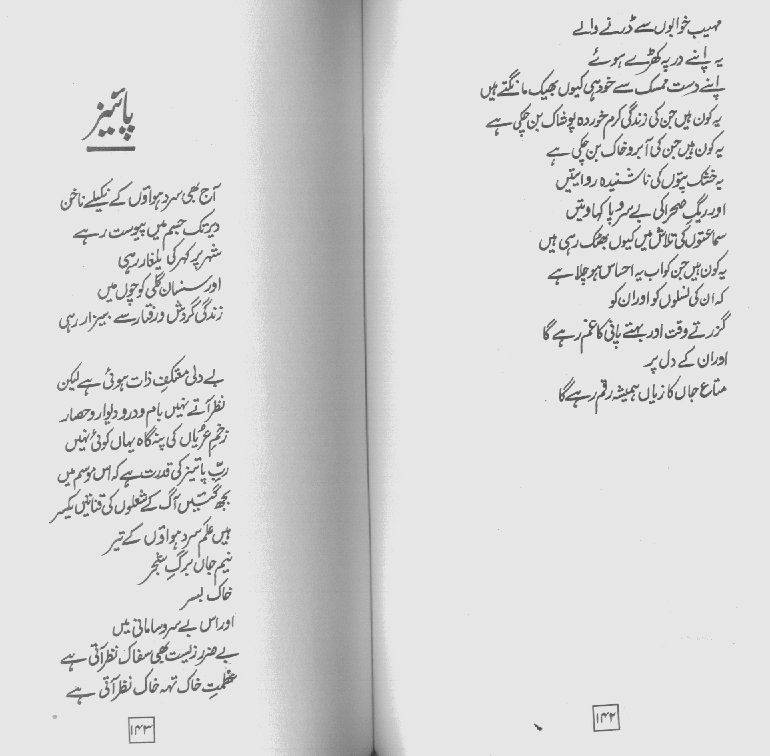 مہیب خوابوں سے ڈرنے والے
یہ اپنے در پہ کھڑے ہوئے
اپنے دستِ ممسک سے خود ہی کیوں بھیک مانگتے ہیں
یہ کون ہیں جن کی زندگی کرم خوردہ پوشاک بن چکی ہے
یہ کون ہیں جن کی آبرو خاک بن چکی ہے
یہ خشک پتوں کی ناشنیدہ روایتیں
اور ریگِ صحرا کی بے سروپا کہاوتیں
سماعتوں کی تلاش میں کیوں بھٹک رہی ہیں
یہ کون ہیں جن کو اب یہ احساس ہو چلا ہے
کہ ان کی نسلوں کو اور ان کو
گزرتے وقت اور بہتے پانی کا غم رہے گا
اور ان کے دل پر
متاعِ جاں کا زیاں ہمیشہ رقم رہے گا
۱۴۲
پائیز
آج بھی سرد ہواؤں کے نکیلے ناخن
دیر تک جسم میں پیوست رہے
شہر پر کہر کی یلغار رہی
اور سنسان گلی کوچوں میں
زندگی گردش و رفتار سے بیزار رہی
بے دلی معتکفِ ذات ہوئی ہے لیکن
نظر آتے نہیں بام و در و دیوار و حصار
زخمِ عریاں کی پنہ گاہ یہاں کوئی نہیں
ربِّ پائیز کی قدرت ہے کہ اس موسم میں
بجھ گئیں آگ کے شعلوں کی قناتیں یکسر
ہیں علم سرد ہواؤں کے تیر
نیم جاں برگِ شجر
خاک بسر
اور اس بے سروسامانی میں
بے ضرر زیست بھی سفاک نظر آتی ہے
عظمتِ خاک تہہ خاک نظر آتی ہے
۱۴۳